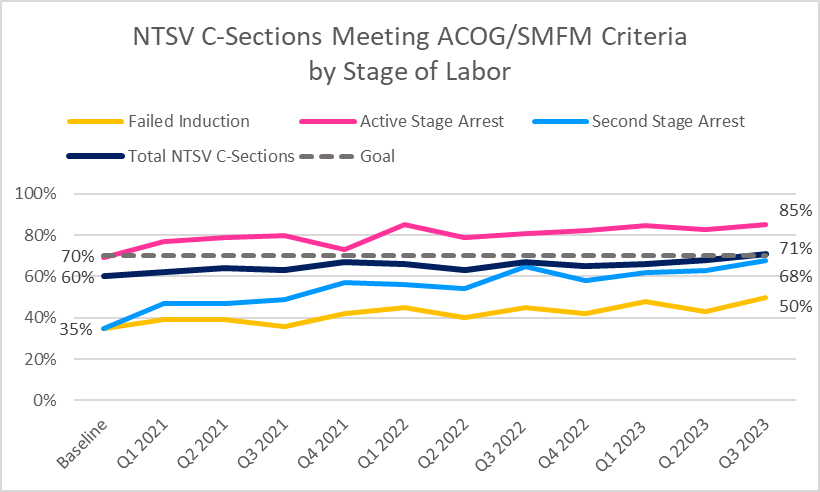 NTSV C-Sections Meeting ACOG/SMFM Criteria
by Stage of Labor
Failed Induction
Active Stage Arrest
Second Stage Arrest
Total NTSV C-Sections
Goal
100%
80%
60%
40%
20%
0%
70%
60%
35%
85%
71%
68%
50%
Baseline
Q1 2021
Q2 2021
Q3 2021
Q4 2021
Q1 2022
Q2 2022
Q3 2022
Q4 2022
Q1 2023
Q22023
Q3 2023